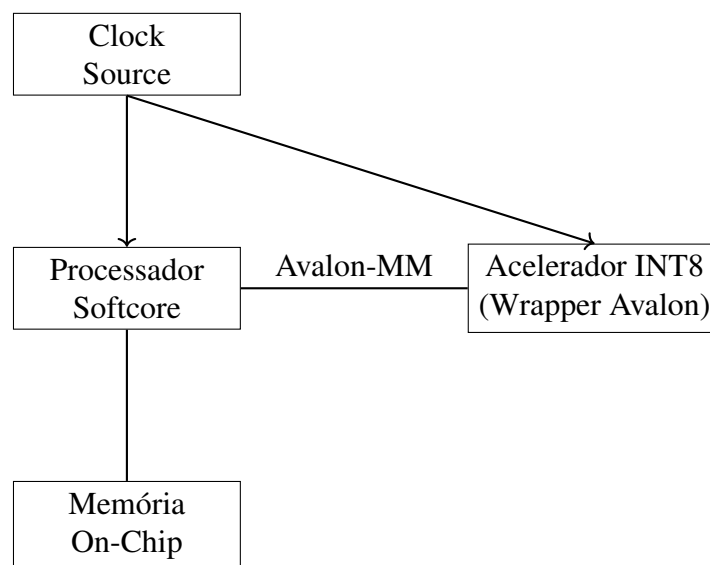 Clock
Source
Processador
Softcore
Avalon-MM
Acelerador INT8
(Wrapper Avalon)
Memória
On-Chip